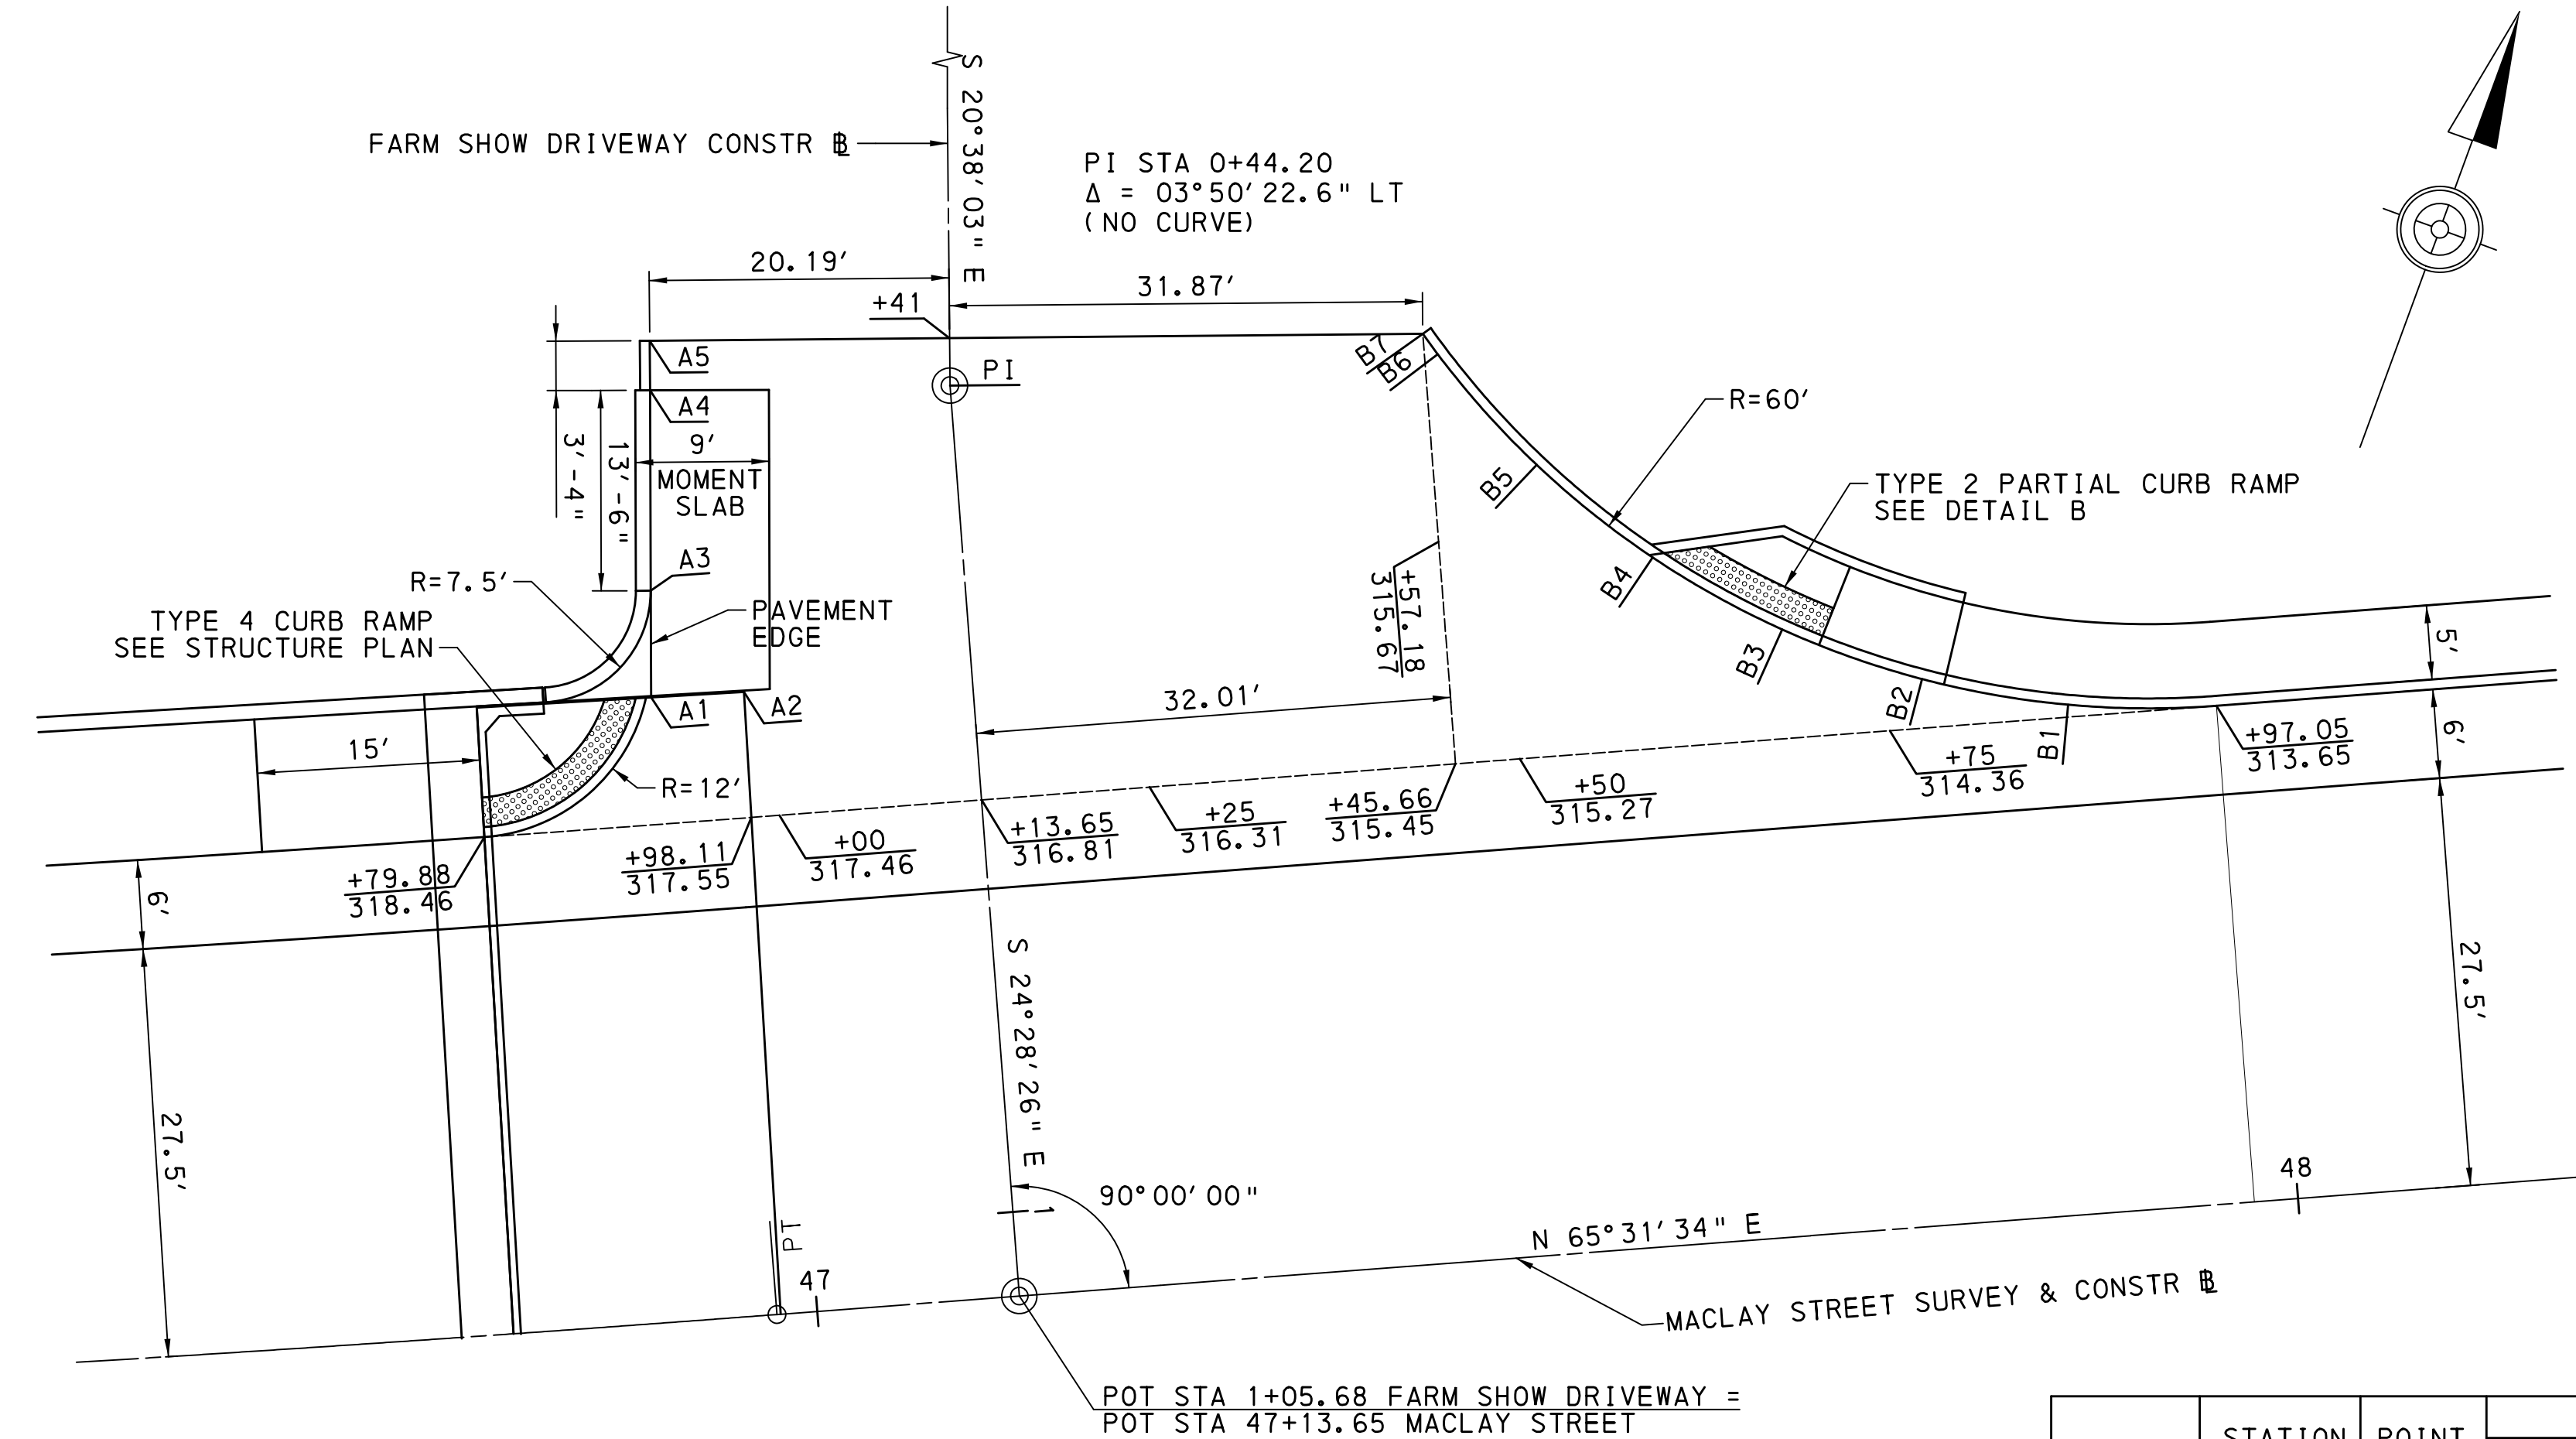 S 20°38'03" E
FARM SHOW DRIVEWAY CONSTR BL
PI STA 0+44.20
Δ = 03°50'22.6" LT
(NO CURVE)
20.19'
31.87'
+41
A5
PI
A4
B7
B6
R=60'
9'
MOMENT
SLAB
3'-4"
13'-6"
B5
TYPE 2 PARTIAL CURB RAMP
SEE DETAIL B
A3
R=7.5'
B4
PAVEMENT
EDGE
TYPE 4 CURB RAMP
SEE STRUCTURE PLAN
+57.18
315.67
B3
5'
32.01'
A1
A2
B2
B1
15'
R=12'
+97.05
313.65
6'
+75
314.36
+50
315.27
+45.66
315.45
+25
316.31
+13.65
316.81
+00
317.46
+98.11
317.55
+79.88
318.46
6'
27.5'
S 24°28'26" E
27.5'
90°00'00"
1
48
PT
47
N 65°31'34" E
MACLAY STREET SURVEY & CONSTR BL
POT STA 1+05.68 FARM SHOW DRIVEWAY =
POT STA 47+13.65 MACLAY STREET
STATION
POINT